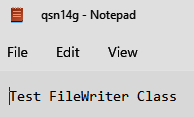 qsn14g - Notepad
File Edit View
Test FileWriter Class